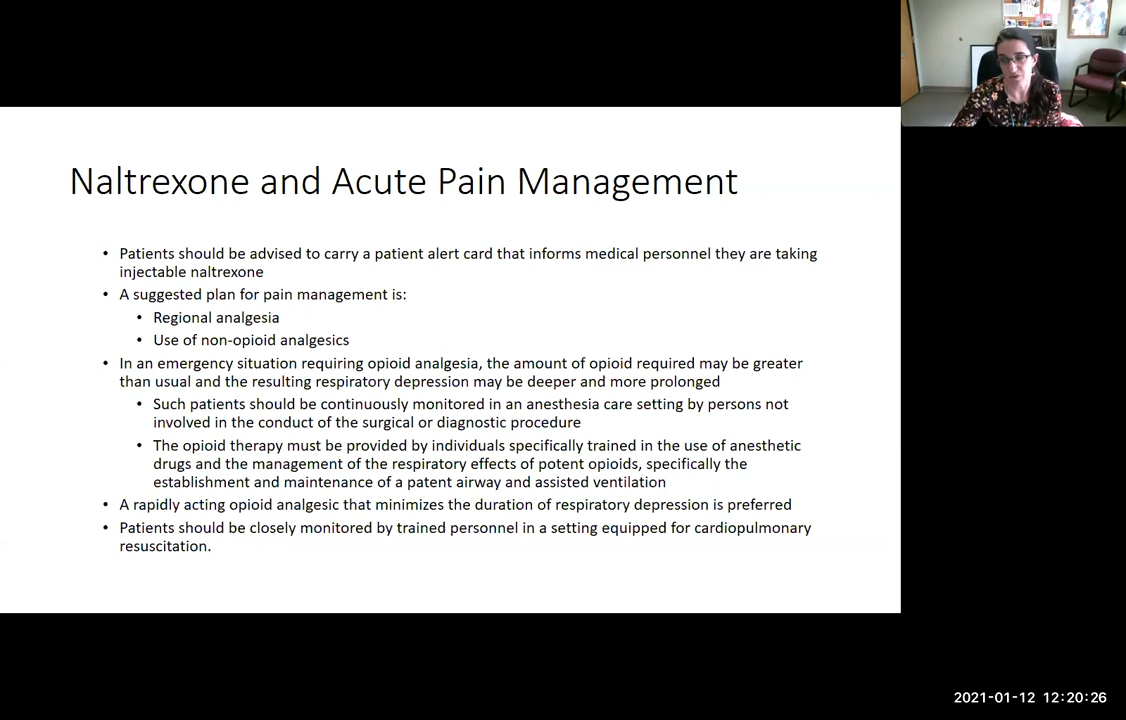 Naltrexone and Acute Pain Management
• Patients should be advised to carry a patient alert card that informs medical personnel they are taking
injectable naltrexone
• A suggested plan for pain management is:
• Regional analgesia
• Use of non-opioid analgesics
• In an emergency situation requiring opioid analgesia, the amount of opioid required may be greater
than usual and the resulting respiratory depression may be deeper and more prolonged
• Such patients should be continuously monitored in an anesthesia care setting by persons not
involved in the conduct of the surgical or diagnostic procedure
• The opioid therapy must be provided by individuals specifically trained in the use of anesthetic
drugs and the management of the respiratory effects of potent opioids, specifically the
establishment and maintenance of a patent airway and assisted ventilation
• A rapidly acting opioid analgesic that minimizes the duration of respiratory depression is preferred
• Patients should be closely monitored by trained personnel in a setting equipped for cardiopulmonary
resuscitation.
2021-01-12 12:20:26